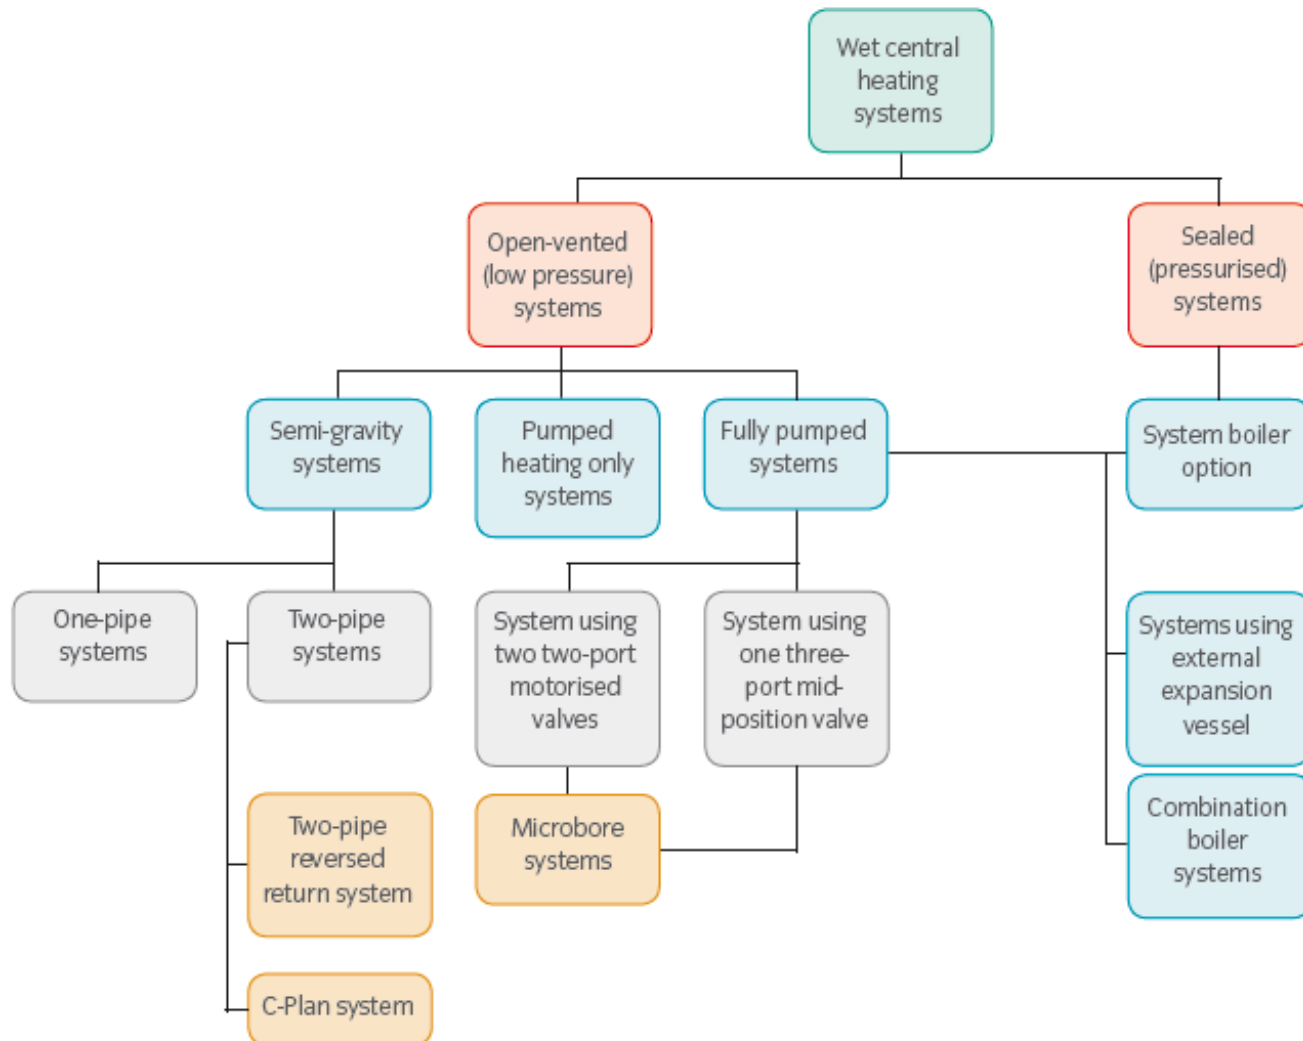 Wet central
heating
systems
Open-vented
(low pressure)
systems
Sealed
(pressurised)
systems
Semi-gravity
systems
Pumped
heating only
systems
Fully pumped
systems
System boiler
option
One-pipe
systems
Two-pipe
systems
System using
two two-port
motorised
valves
System using
one three-
port mid-
position valve
Systems using
external
expansion
vessel
Two-pipe
reversed
return system
Microbore
systems
Combination
boiler
systems
C-Plan system